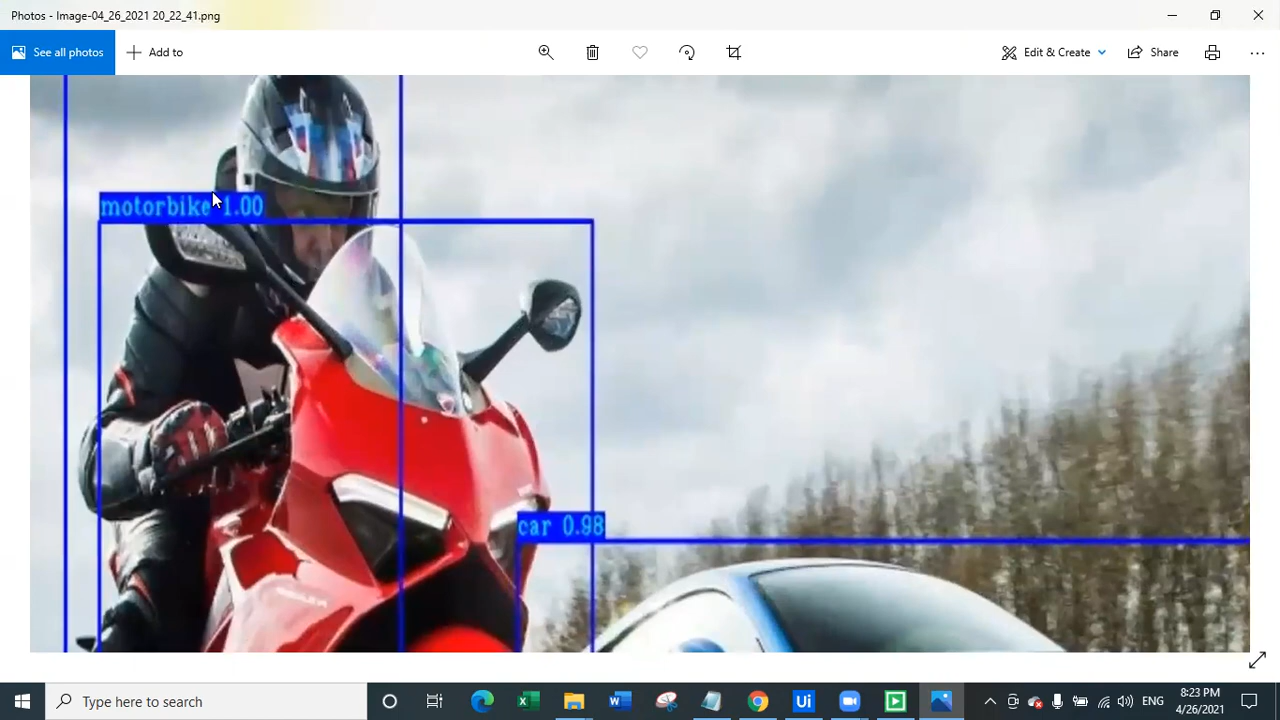 Photos - Image-04_26_2021 20_22_41.png
See all photos
Add to
Edit & Create
Share
motorbike 1.00
car 0.98
Type here to search
Ui
ENG
8:23 PM
4/26/2021